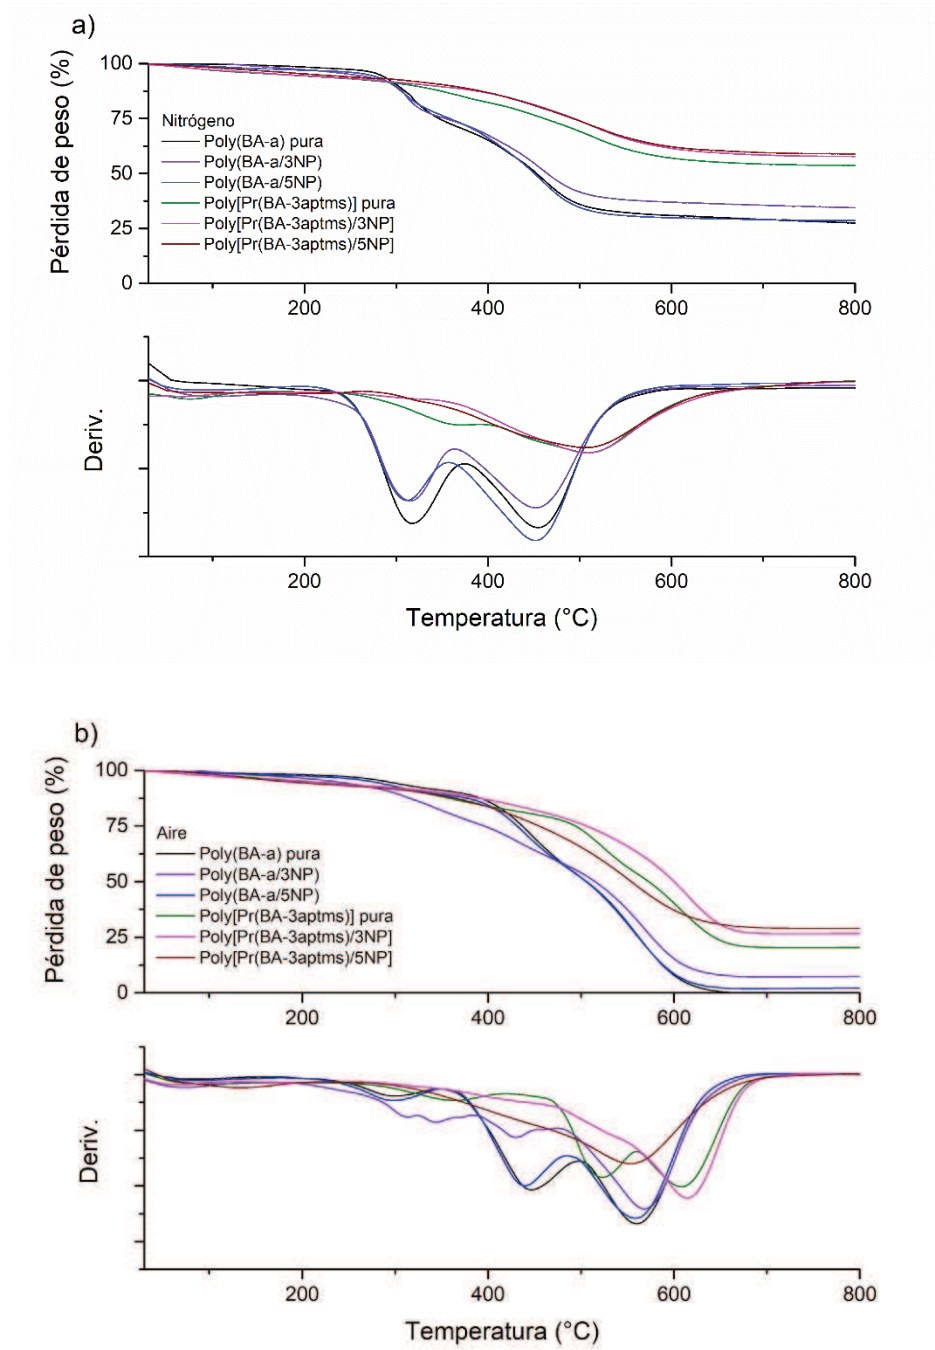 a)
Pérdida de peso (%)
100
75
50
25
0
Nitrógeno
Poly(BA-a) pura
Poly(BA-a/3NP)
Poly(BA-a/5NP)
Poly[Pr(BA-3aptms)] pura
Poly[Pr(BA-3aptms)/3NP]
Poly[Pr(BA-3aptms)/5NP]
200 400 600 800
Deriv.
200 400 600 800
Temperatura (°C)
b)
Pérdida de peso (%)
100
75
50
25
0
Aire
Poly(BA-a) pura
Poly(BA-a/3NP)
Poly(BA-a/5NP)
Poly[Pr(BA-3aptms)] pura
Poly[Pr(BA-3aptms)/3NP]
Poly[Pr(BA-3aptms)/5NP]
200 400 600 800
Deriv.
200 400 600 800
Temperatura (°C)